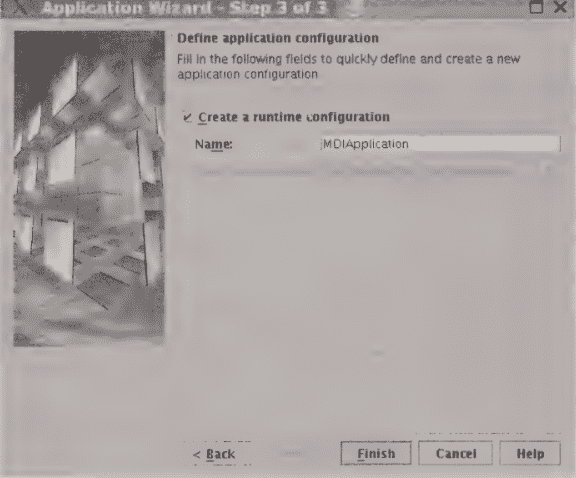 Application Wizard - Step 3 of 3
Define application configuration
Fill in the following fields to quickly define and create a new
application configuration
Create a runtime configuration
Name: MDIApplication
< Back Finish Cancel Help